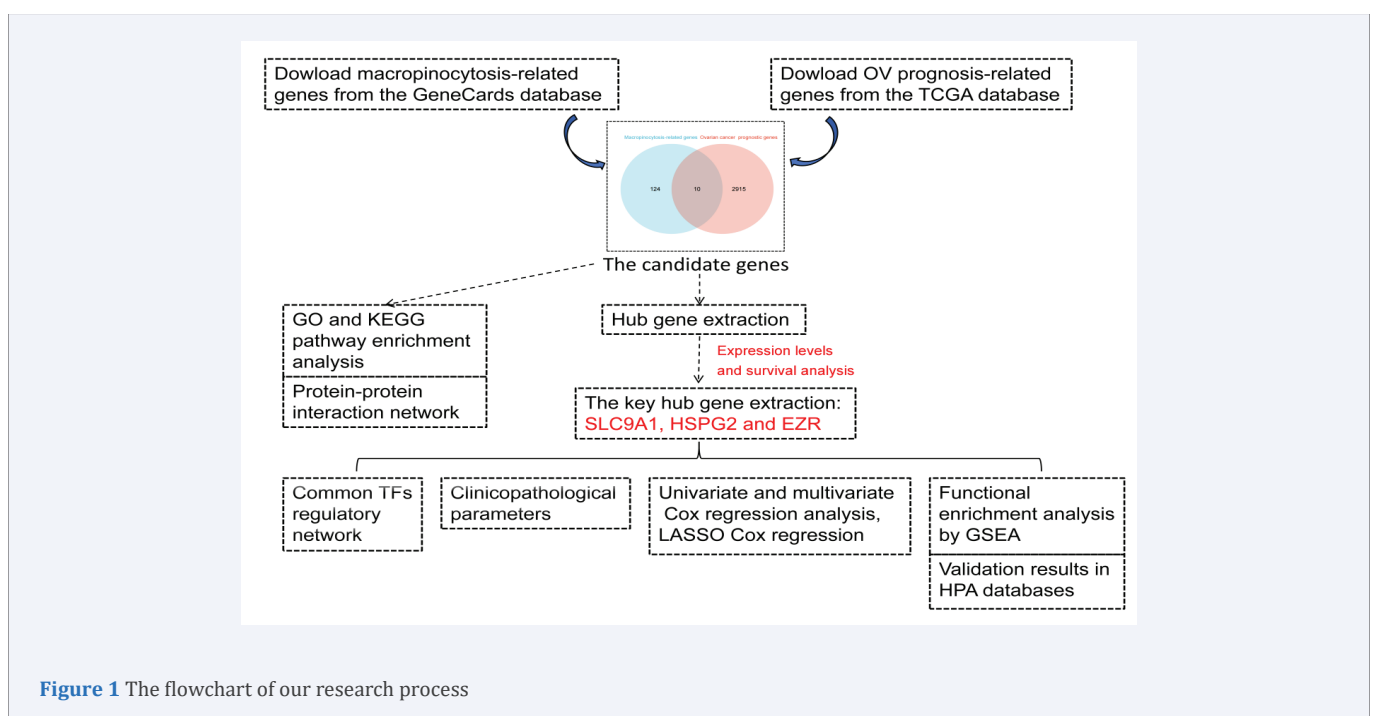 Dowload macropinocytosis-related
genes from the GeneCards database
Dowload OV prognosis-related
genes from the TCGA database
Macropinocytosis-related genes
Ovarian cancer prognostic genes
124
10
2915
The candidate genes
GO and KEGG
pathway enrichment
analysis
Protein-protein
interaction network
Hub gene extraction
Expression levels
and survival analysis
The key hub gene extraction:
SLC9A1, HSPG2 and EZR
Common TFs
regulatory
network
Clinicopathological
parameters
Univariate and multivariate
Cox regression analysis,
LASSO Cox regression
Functional
enrichment analysis
by GSEA
Validation results in
HPA databases
Figure 1 The flowchart of our research process